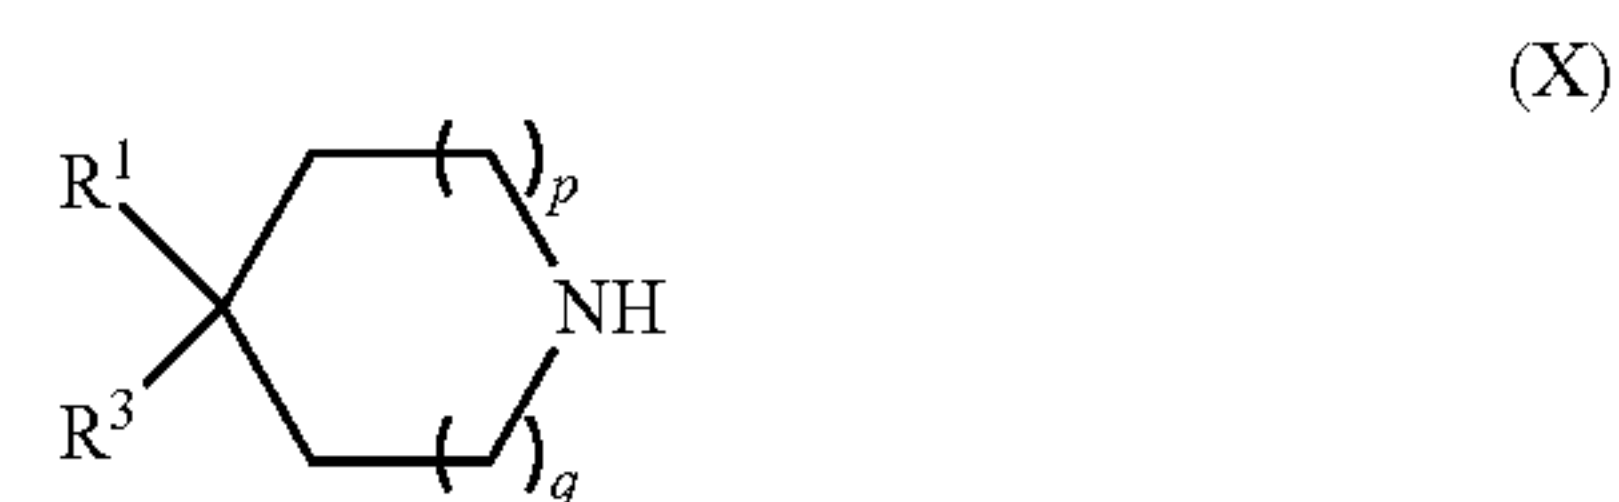 (X)
R¹
( )p
NH
R³
( )q